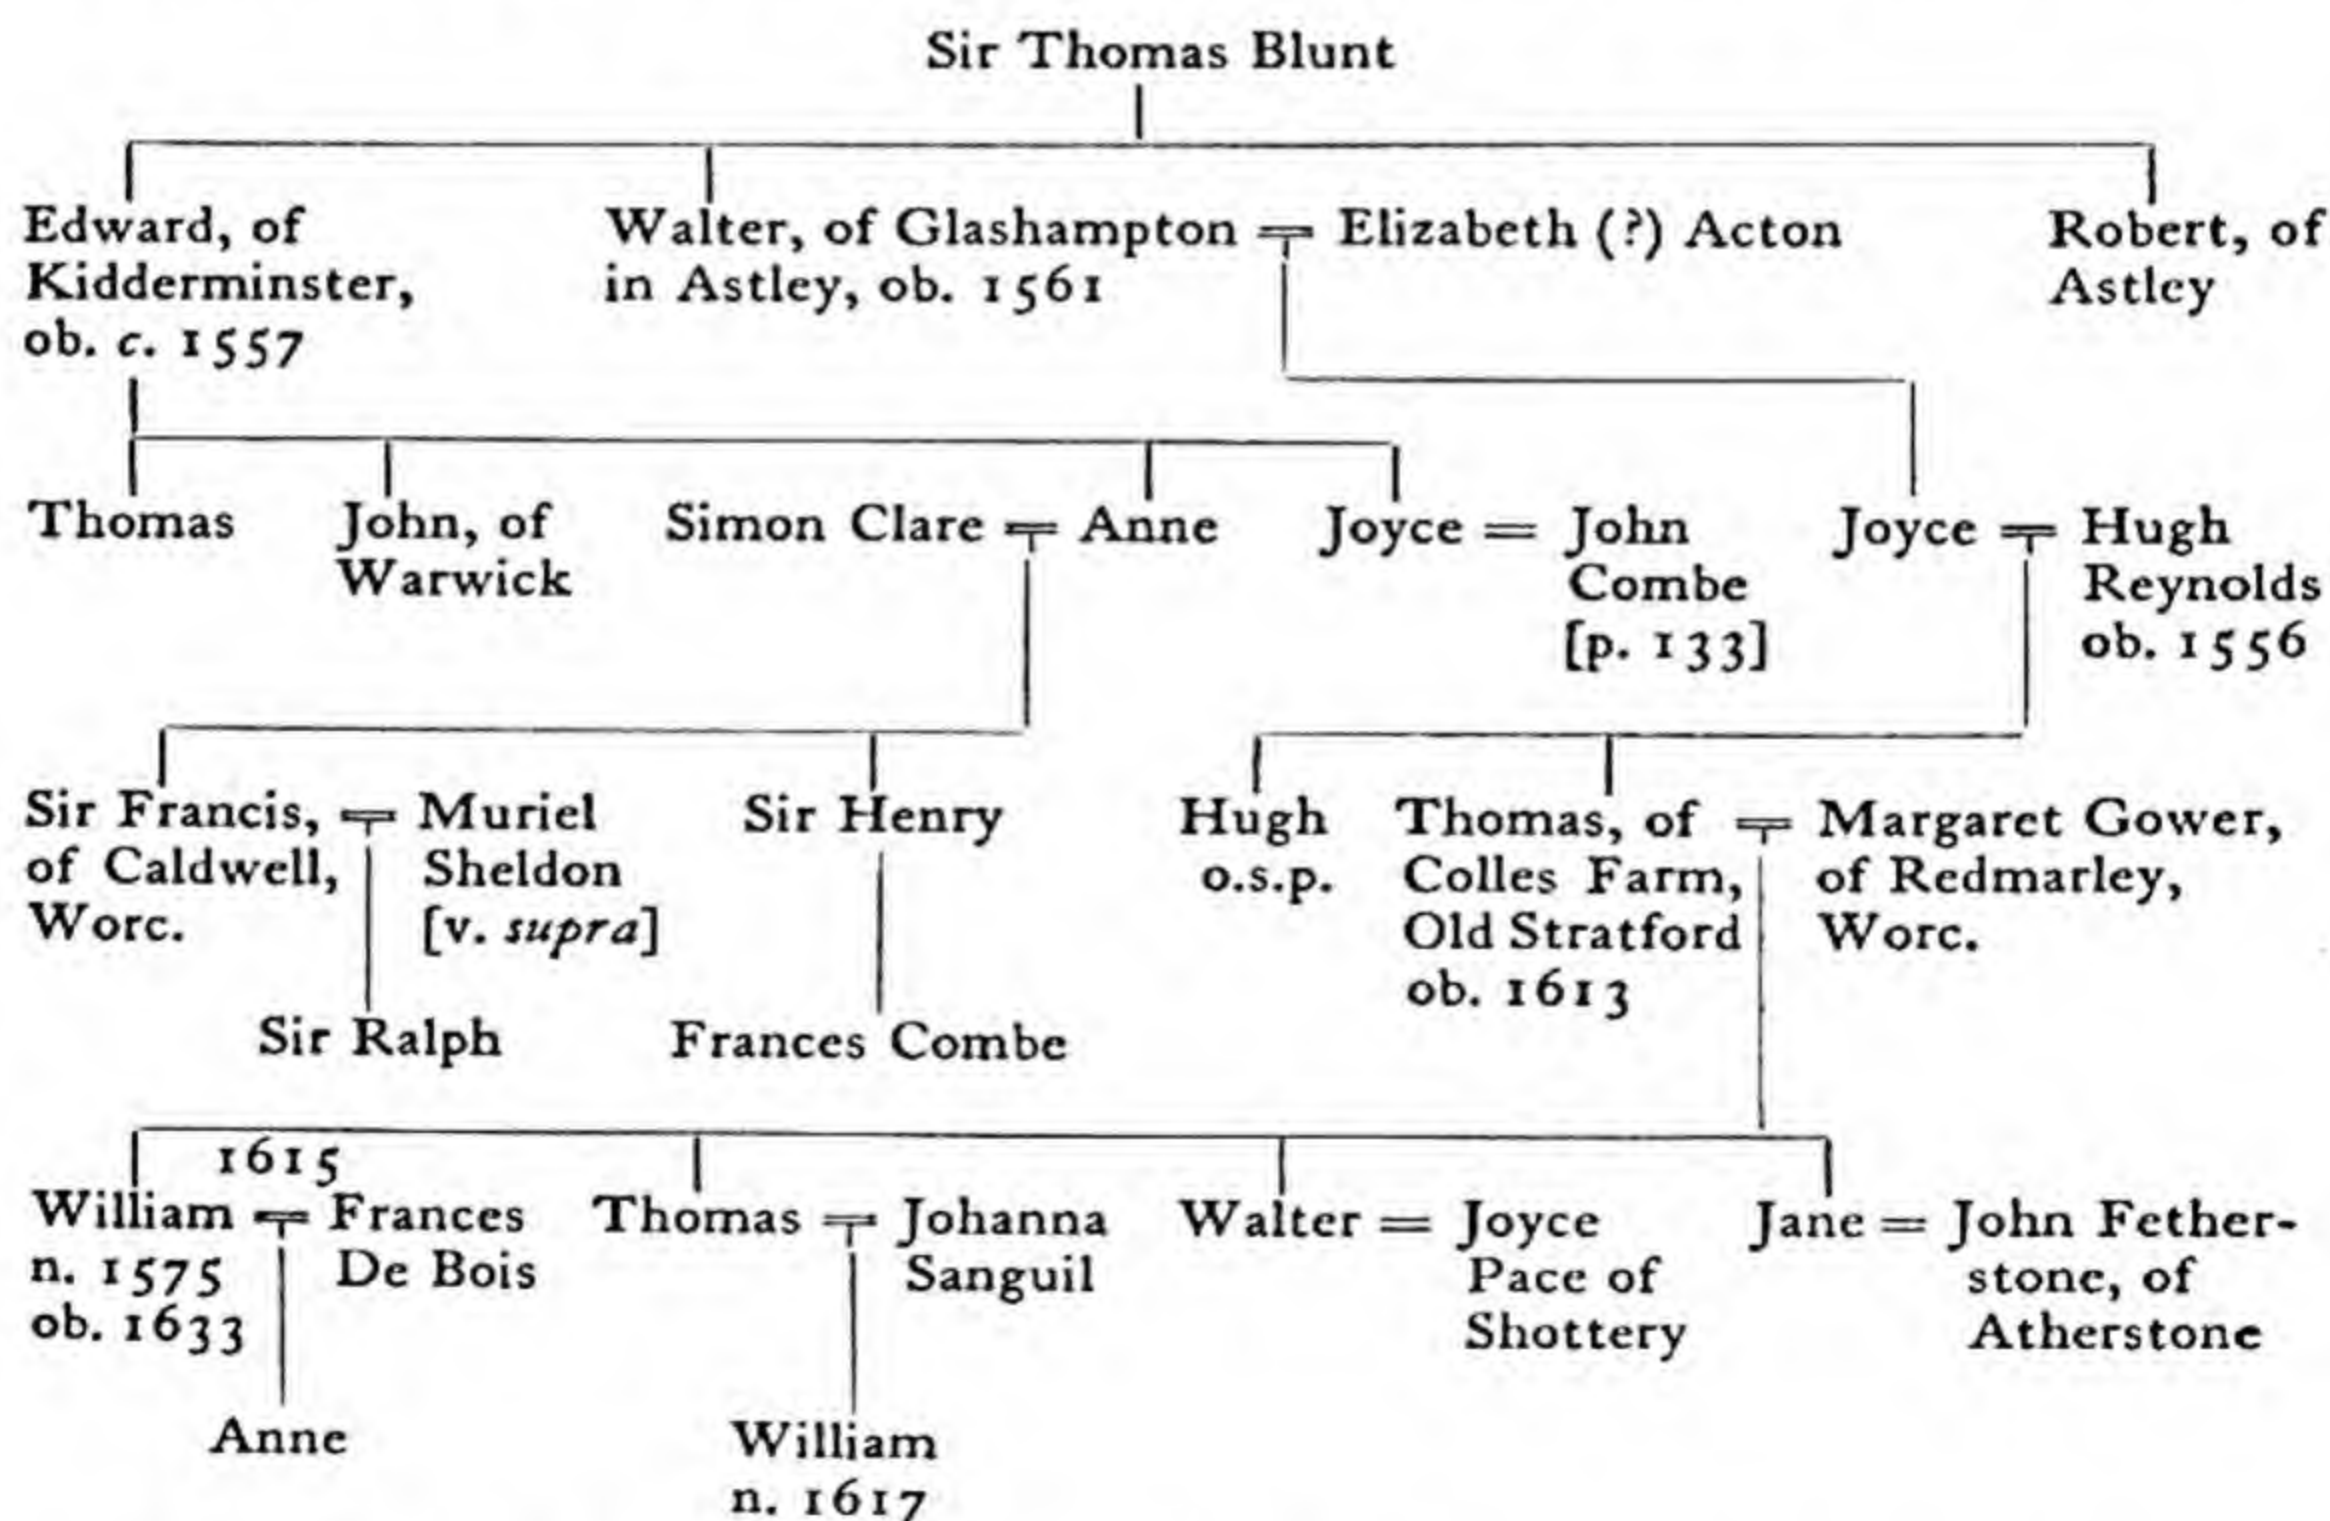 Sir Thomas Blunt
Edward, of
Kidderminster,
ob. c. 1557
Walter, of Glashampton = Elizabeth (?) Acton
in Astley, ob. 1561
Robert, of
Astley
Thomas
John, of
Warwick
Simon Clare = Anne
Joyce = John
Combe
[p. 133]
Joyce = Hugh
Reynolds
ob. 1556
Sir Francis,
of Caldwell,
Worc.
= Muriel
Sheldon
[v. supra]
Sir Henry
Hugh
o.s.p.
Thomas, of
Colles Farm,
Old Stratford
ob. 1613
= Margaret Gower,
of Redmarley,
Worc.
Sir Ralph
Frances Combe
1615
William = Frances
n. 1575
ob. 1633
De Bois
Thomas = Johanna
Sanguil
Walter = Joyce
Pace of
Shottery
Jane = John Fether-
stone, of
Atherstone
Anne
William
n. 1617